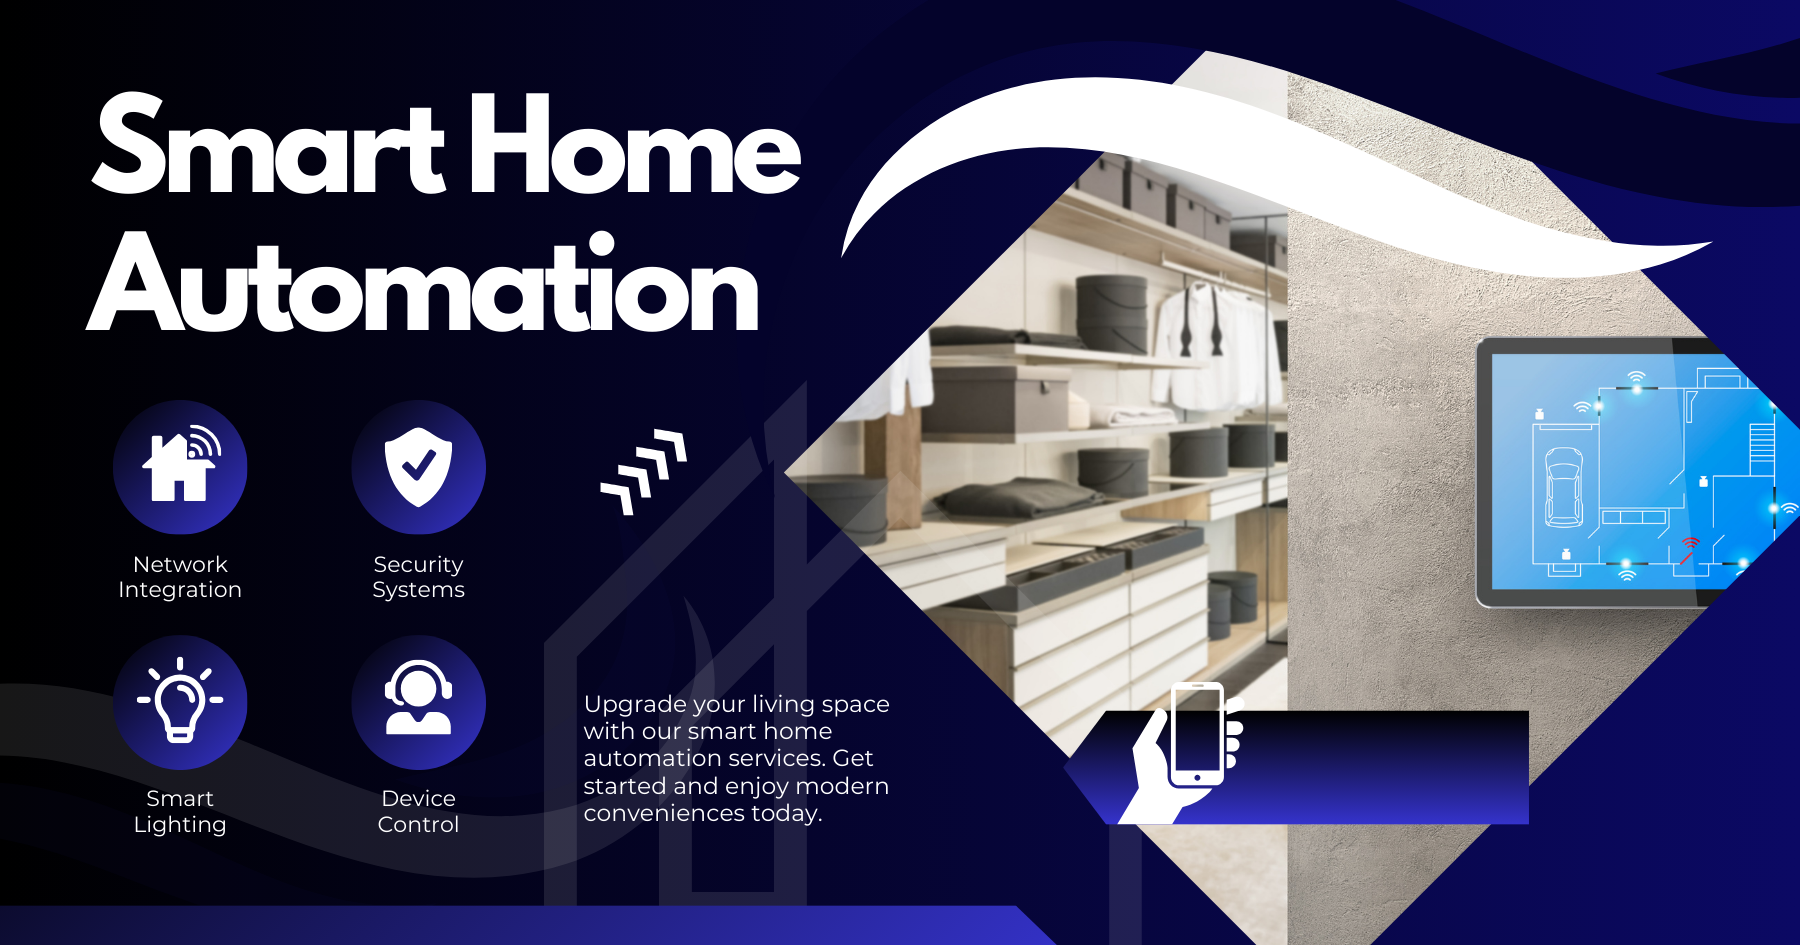 Smart Home
Automation
Network
Integration
Security
Systems
Smart
Lighting
Device
Control
Upgrade your living space
with our smart home
automation services. Get
started and enjoy modern
conveniences today.